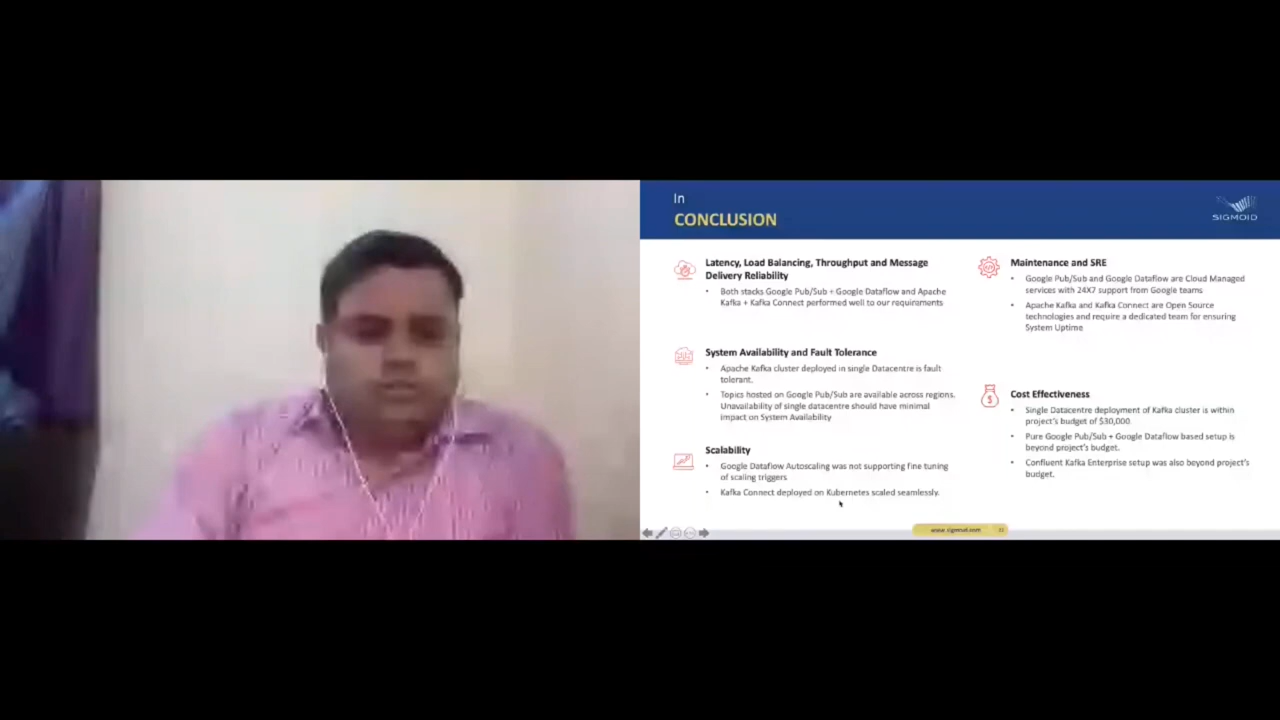 In
CONCLUSION
SIGMOID
Latency, Load Balancing, Throughput and Message
Delivery Reliability
• Both stacks Google Pub/Sub + Google Dataflow and Apache
Kafka + Kafka Connect performed well to our requirements
System Availability and Fault Tolerance
• Apache Kafka cluster deployed in single Datacentre is fault
tolerant.
• Topics hosted on Google Pub/Sub are available across regions.
Unavailability of single datacentre should have minimal
impact on System Availability
Scalability
• Google Dataflow Autoscaling was not supporting fine tuning
of scaling triggers
• Kafka Connect deployed on Kubernetes scaled seamlessly.
Maintenance and SRE
• Google Pub/Sub and Google Dataflow are Cloud Managed
services with 24X7 support from Google teams
• Apache Kafka and Kafka Connect are Open Source
technologies and require a dedicated team for ensuring
System Uptime
Cost Effectiveness
• Single Datacentre deployment of Kafka cluster is within
project's budget of $30,000
• Pure Google Pub/Sub + Google Dataflow based setup is
beyond project's budget.
• Confluent Kafka Enterprise setup was also beyond project's
budget.
www.sigmoid.com